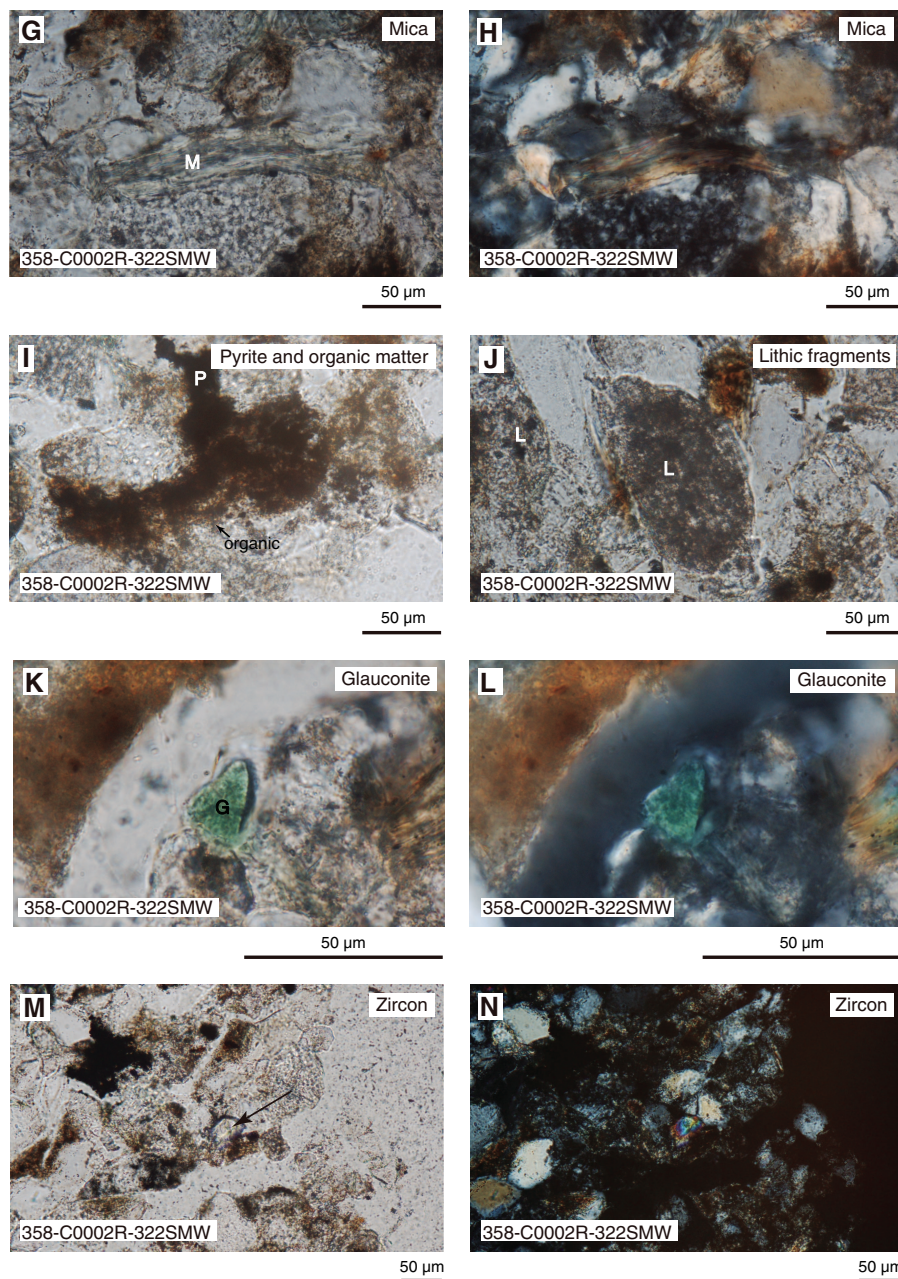 G
Mica
M
358-C0002R-322SMW
50 µm
H
Mica
358-C0002R-322SMW
50 µm
I
Pyrite and organic matter
P
organic
358-C0002R-322SMW
50 µm
J
Lithic fragments
L
L
358-C0002R-322SMW
50 µm
K
Glauconite
G
358-C0002R-322SMW
50 µm
L
Glauconite
358-C0002R-322SMW
50 µm
M
Zircon
358-C0002R-322SMW
50 µm
N
Zircon
358-C0002R-322SMW
50 µm